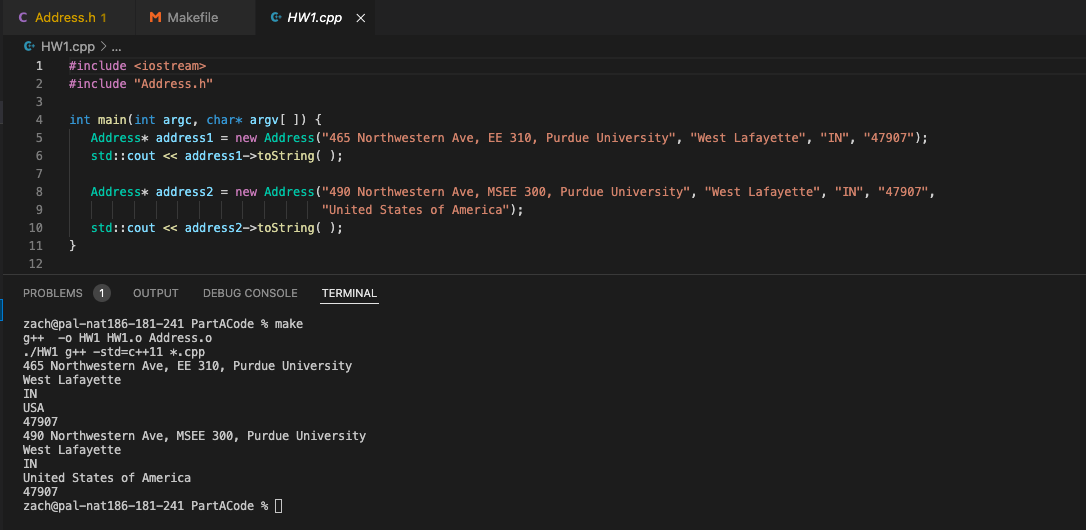 C Address.h 1 M Makefile C++ HW1.cpp ×
C++ HW1.cpp > ...
1 #include <iostream>
2 #include "Address.h"
3
4 int main(int argc, char* argv[ ]) {
5 Address* address1 = new Address("465 Northwestern Ave, EE 310, Purdue University", "West Lafayette", "IN", "47907");
6 std::cout << address1->toString( );
7
8 Address* address2 = new Address("490 Northwestern Ave, MSEE 300, Purdue University", "West Lafayette", "IN", "47907",
9 "United States of America");
10 std::cout << address2->toString( );
11 }
12
PROBLEMS 1 OUTPUT DEBUG CONSOLE TERMINAL
zach@pal-nat186-181-241 PartACode % make
g++  -o HW1 HW1.o Address.o
./HW1 g++ -std=c++11 *.cpp
465 Northwestern Ave, EE 310, Purdue University
West Lafayette
IN
USA
47907
490 Northwestern Ave, MSEE 300, Purdue University
West Lafayette
IN
United States of America
47907
zach@pal-nat186-181-241 PartACode %